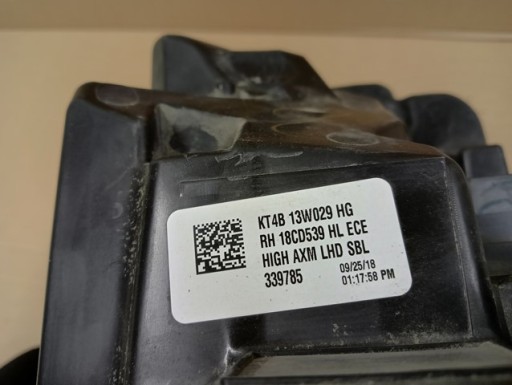 KT4B 13W029 HG
RH 18CD539 HL ECE
HIGH AXM LHD SBL
339785
09/25/18
01:17:58 PM